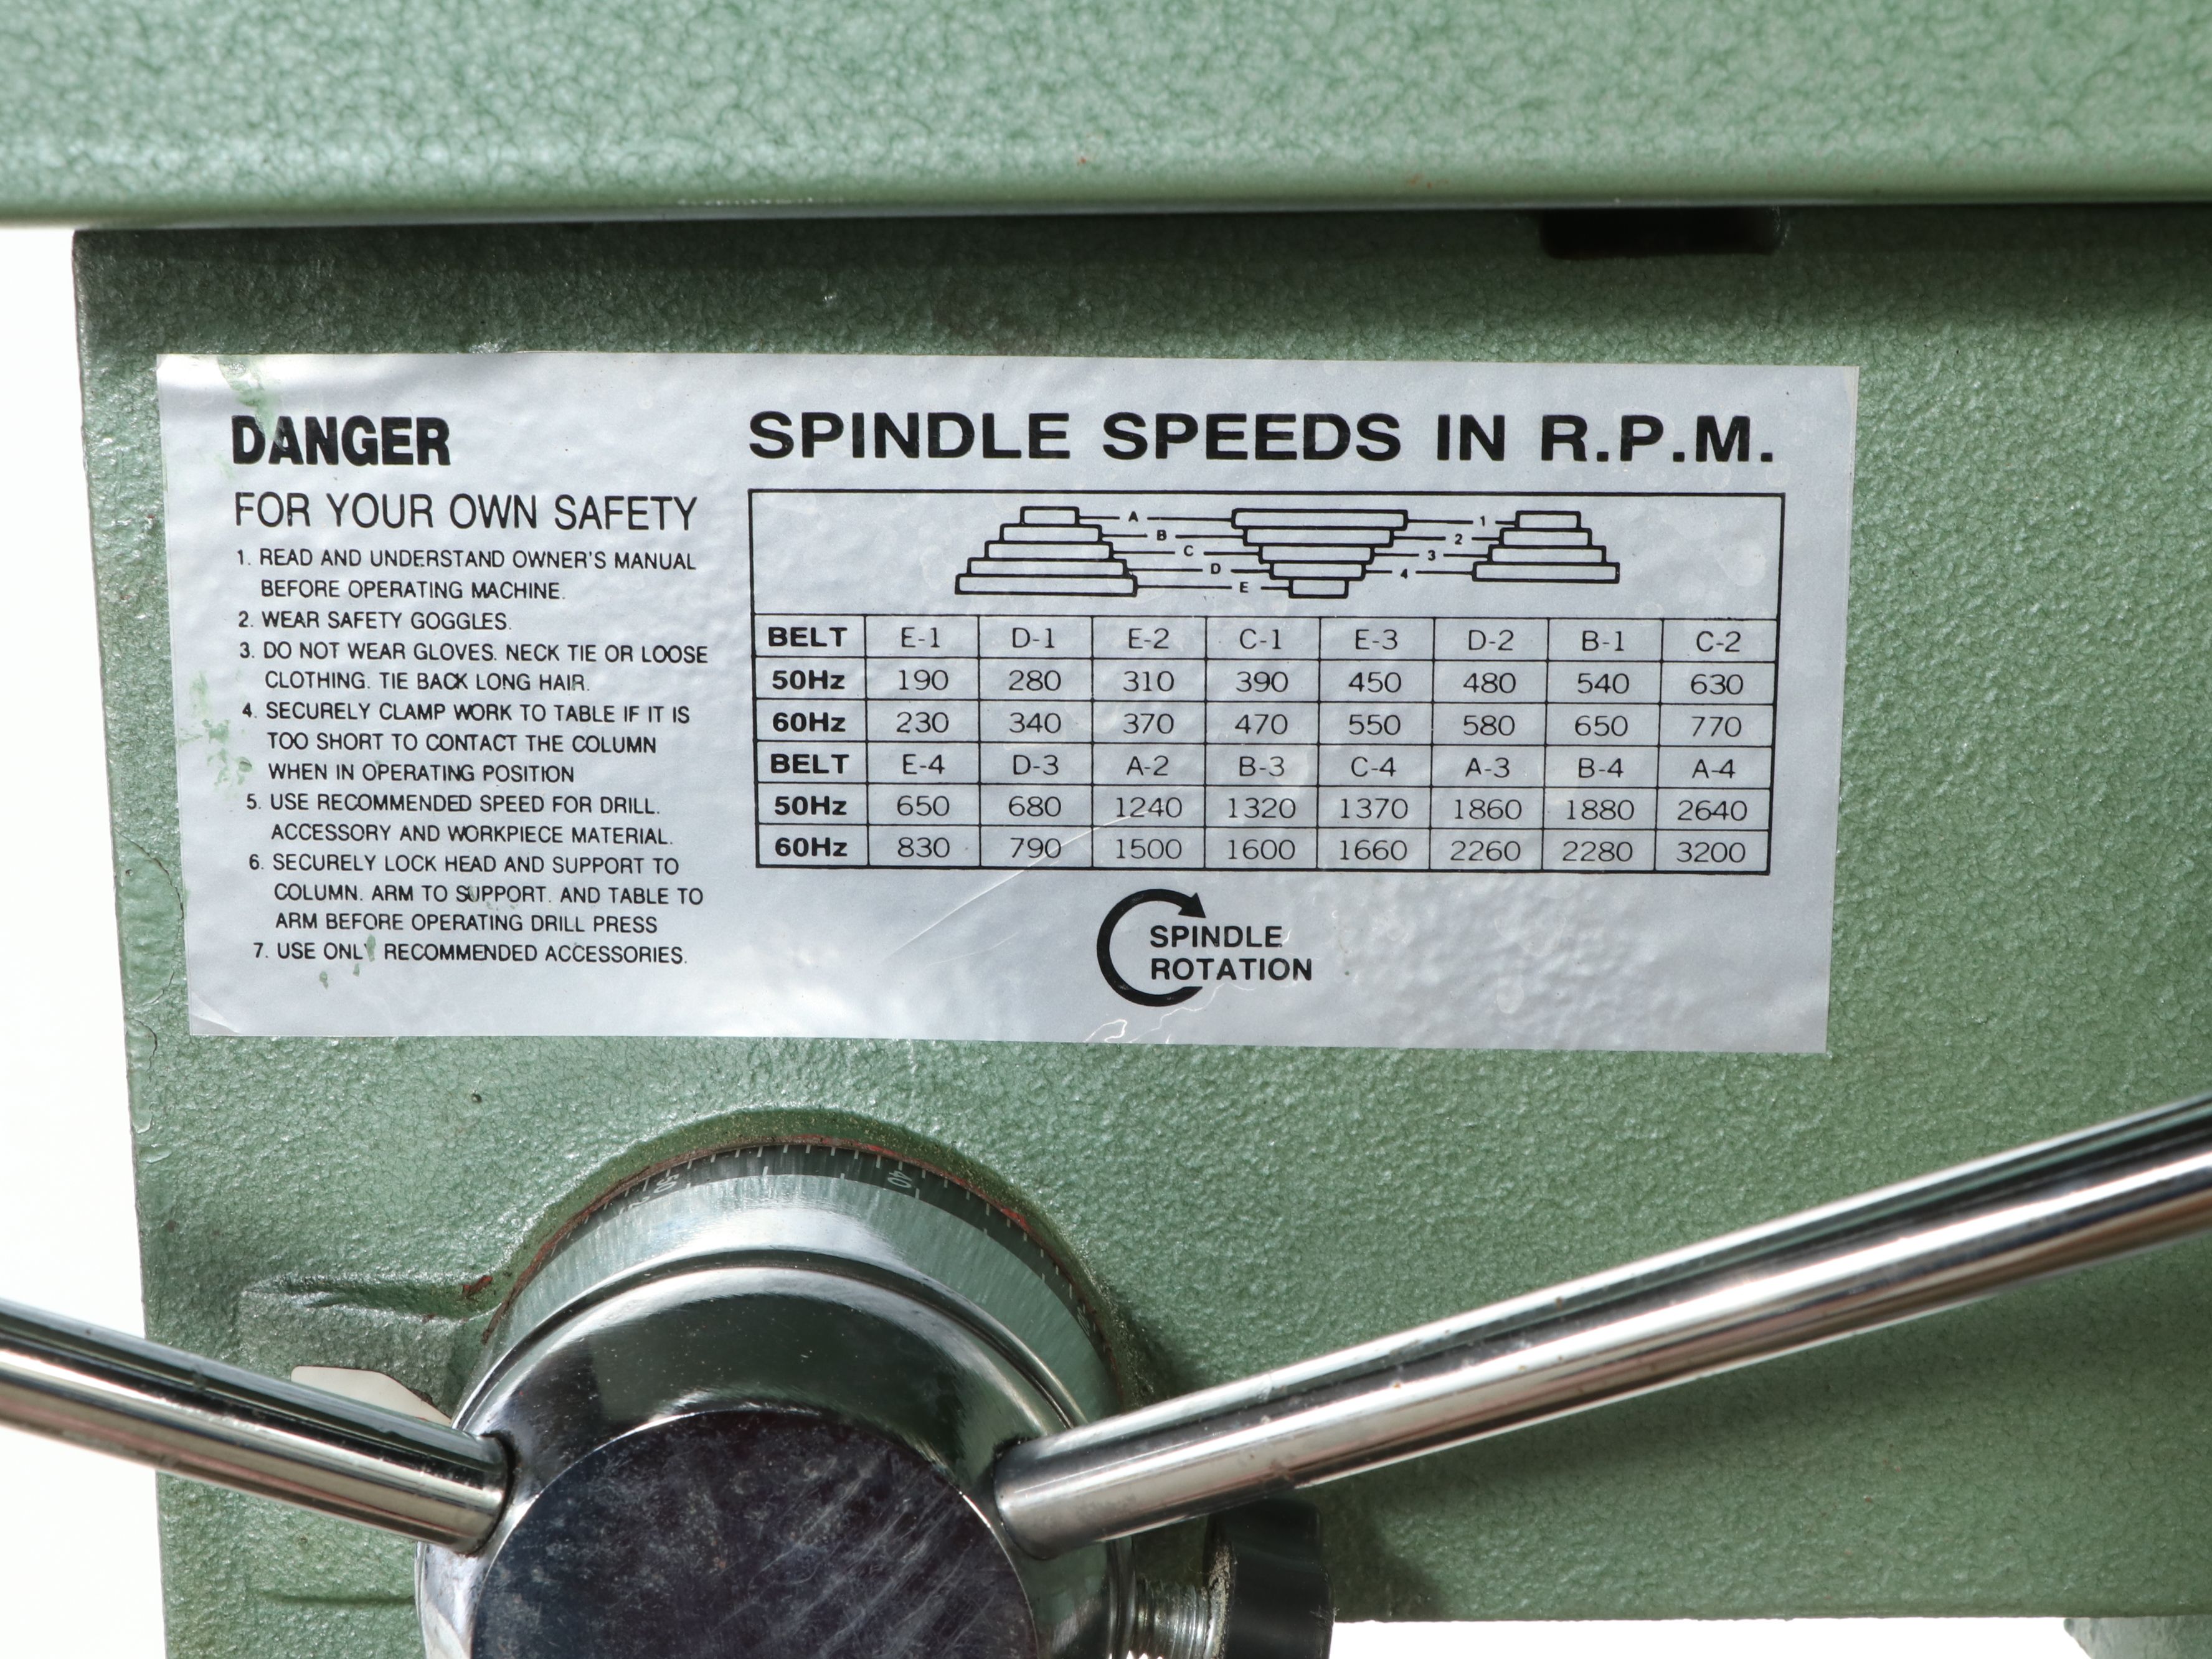 DANGER
FOR YOUR OWN SAFETY
1. READ AND UNDERSTAND OWNER'S MANUAL
BEFORE OPERATING MACHINE.
2. WEAR SAFETY GOGGLES.
3. DO NOT WEAR GLOVES. NECK TIE OR LOOSE
CLOTHING. TIE BACK LONG HAIR.
4. SECURELY CLAMP WORK TO TABLE IF IT IS
TOO SHORT TO CONTACT THE COLUMN
WHEN IN OPERATING POSITION
5. USE RECOMMENDED SPEED FOR DRILL.
ACCESSORY AND WORKPIECE MATERIAL.
6. SECURELY LOCK HEAD AND SUPPORT TO
COLUMN. ARM TO SUPPORT. AND TABLE TO
ARM BEFORE OPERATING DRILL PRESS
7. USE ONLY RECOMMENDED ACCESSORIES.
SPINDLE SPEEDS IN R.P.M.
A 1
B 2
C 3
D 4
E
BELT E-1 D-1 E-2 C-1 E-3 D-2 B-1 C-2
50Hz 190 280 310 390 450 480 540 630
60Hz 230 340 370 470 550 580 650 770
BELT E-4 D-3 A-2 B-3 C-4 A-3 B-4 A-4
50Hz 650 680 1240 1320 1370 1860 1880 2640
60Hz 830 790 1500 1600 1660 2260 2280 3200
SPINDLE
ROTATION
40